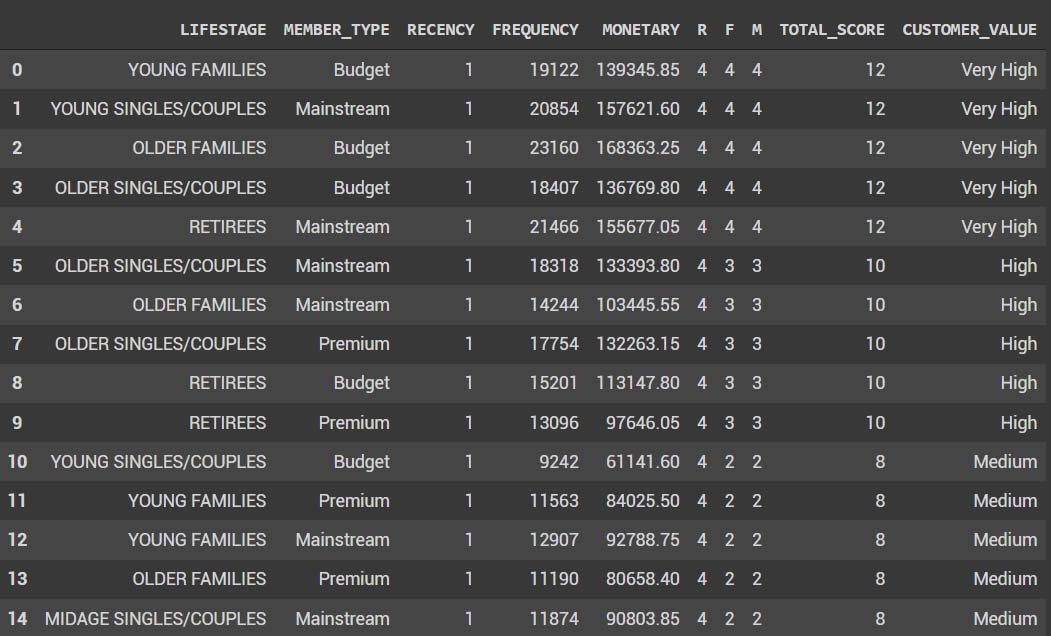 LIFESTAGE MEMBER_TYPE RECENCY FREQUENCY MONETARY R F M TOTAL_SCORE CUSTOMER_VALUE
0 YOUNG FAMILIES Budget 1 19122 139345.85 4 4 4 12 Very High
1 YOUNG SINGLES/COUPLES Mainstream 1 20854 157621.60 4 4 4 12 Very High
2 OLDER FAMILIES Budget 1 23160 168363.25 4 4 4 12 Very High
3 OLDER SINGLES/COUPLES Budget 1 18407 136769.80 4 4 4 12 Very High
4 RETIREES Mainstream 1 21466 155677.05 4 4 4 12 Very High
5 OLDER SINGLES/COUPLES Mainstream 1 18318 133393.80 4 3 3 10 High
6 OLDER FAMILIES Mainstream 1 14244 103445.55 4 3 3 10 High
7 OLDER SINGLES/COUPLES Premium 1 17754 132263.15 4 3 3 10 High
8 RETIREES Budget 1 15201 113147.80 4 3 3 10 High
9 RETIREES Premium 1 13096 97646.05 4 3 3 10 High
10 YOUNG SINGLES/COUPLES Budget 1 9242 61141.60 4 2 2 8 Medium
11 YOUNG FAMILIES Premium 1 11563 84025.50 4 2 2 8 Medium
12 YOUNG FAMILIES Mainstream 1 12907 92788.75 4 2 2 8 Medium
13 OLDER FAMILIES Premium 1 11190 80658.40 4 2 2 8 Medium
14 MIDAGE SINGLES/COUPLES Mainstream 1 11874 90803.85 4 2 2 8 Medium